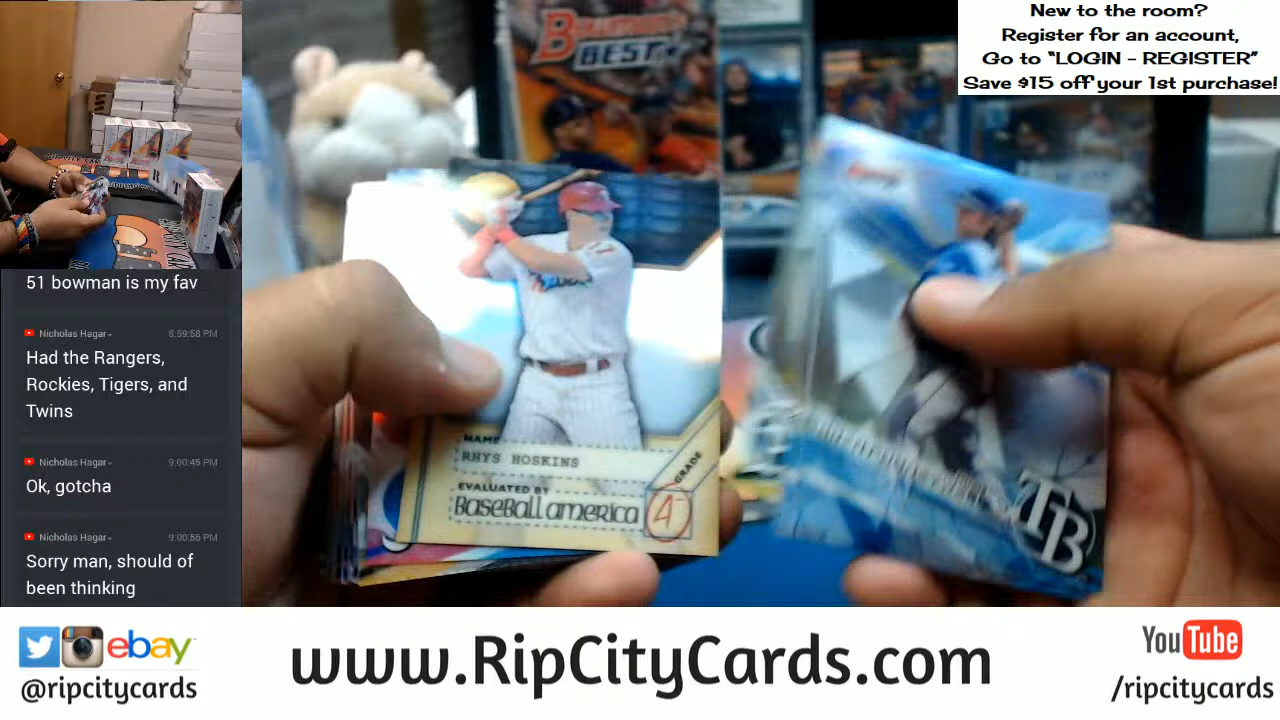 New to the room?
Register for an account,
Go to "LOGIN - REGISTER"
Save $15 off your 1st purchase!
BOWMAN'S
BEST
51 bowman is my fav
Nicholas Hagar
8:59:58 PM
Had the Rangers,
Rockies, Tigers, and
Twins
Nicholas Hagar
9:00:45 PM
Ok, gotcha
Nicholas Hagar
9:00:56 PM
Sorry man, should of
been thinking
NAME
RHYS HOSKINS
EVALUATED BY
Baseball america
GRADE
A-
TB
ebay
@ripcitycards
www.RipCityCards.com
YouTube
/ripcitycards